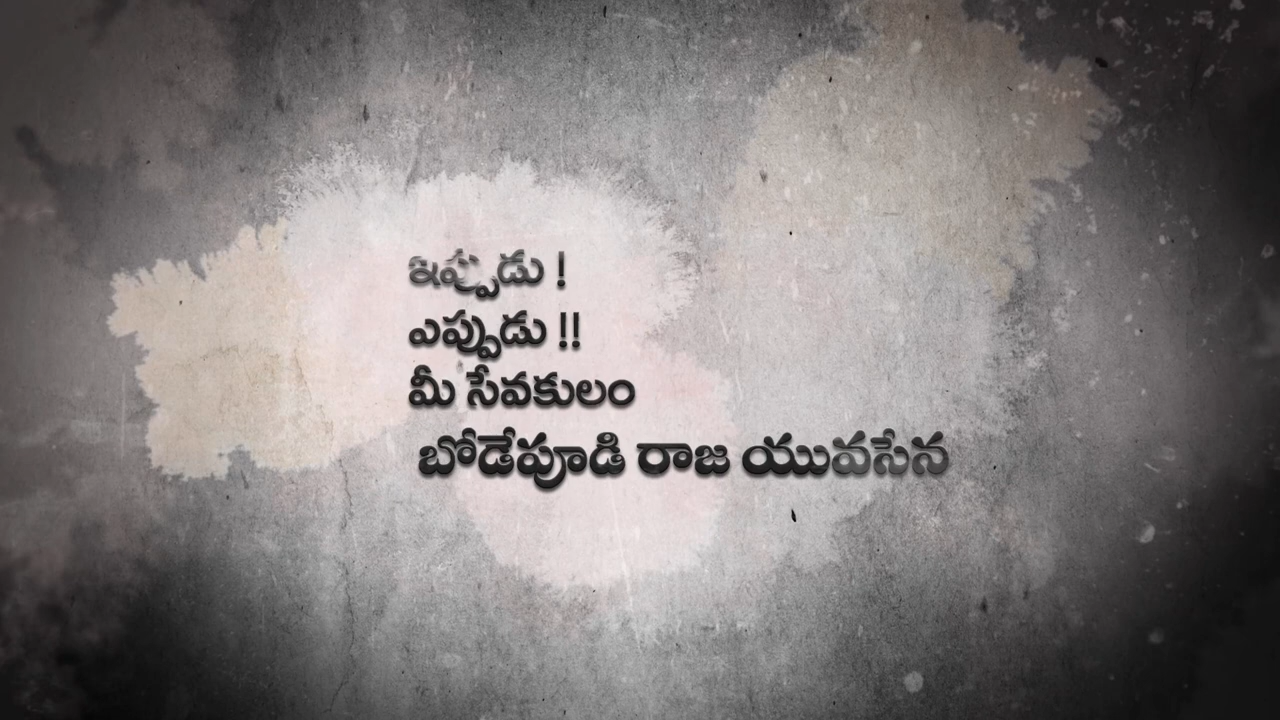 ఇప్పుడు !
ఎప్పుడు !!
మీ సేవకులం
బోడేపూడి రాజ యువసేన